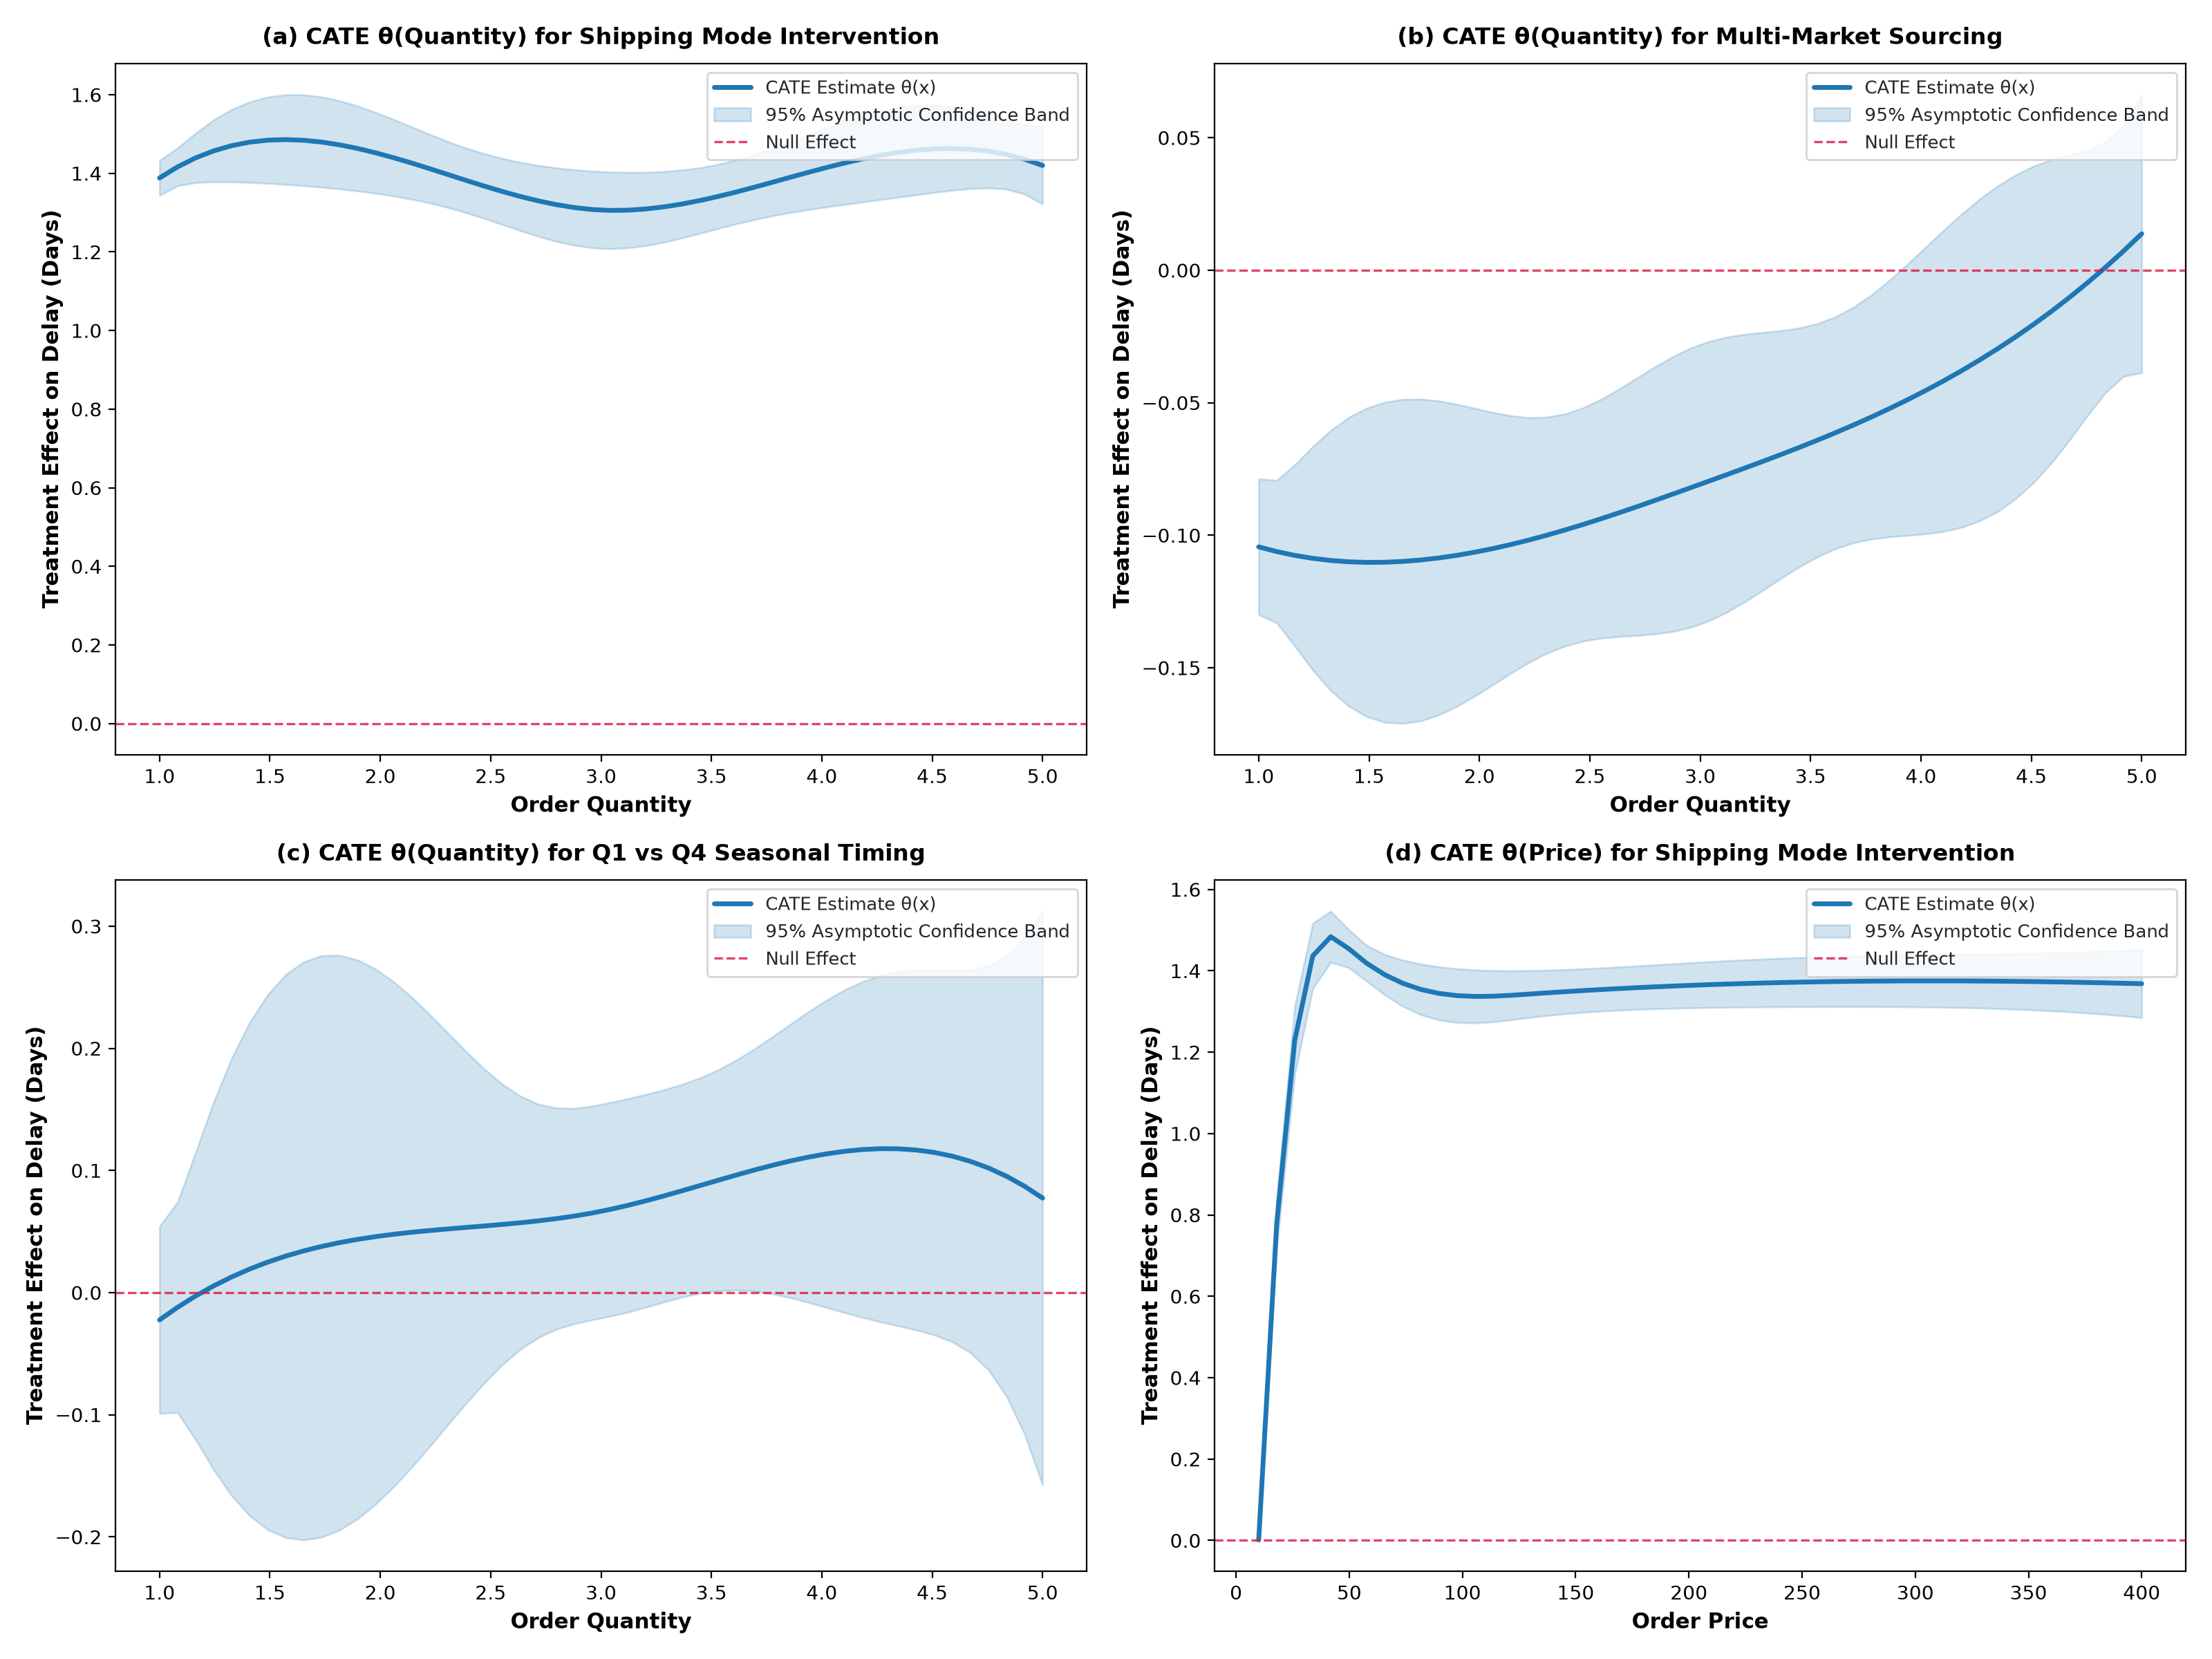 (a) CATE θ(Quantity) for Shipping Mode Intervention
CATE Estimate θ(x)
95% Asymptotic Confidence Band
Null Effect
Treatment Effect on Delay (Days)
1.6
1.4
1.2
1.0
0.8
0.6
0.4
0.2
0.0
1.0 1.5 2.0 2.5 3.0 3.5 4.0 4.5 5.0
Order Quantity
(b) CATE θ(Quantity) for Multi-Market Sourcing
CATE Estimate θ(x)
95% Asymptotic Confidence Band
Null Effect
Treatment Effect on Delay (Days)
0.05
0.00
−0.05
−0.10
−0.15
1.0 1.5 2.0 2.5 3.0 3.5 4.0 4.5 5.0
Order Quantity
(c) CATE θ(Quantity) for Q1 vs Q4 Seasonal Timing
CATE Estimate θ(x)
95% Asymptotic Confidence Band
Null Effect
Treatment Effect on Delay (Days)
0.3
0.2
0.1
0.0
−0.1
−0.2
1.0 1.5 2.0 2.5 3.0 3.5 4.0 4.5 5.0
Order Quantity
(d) CATE θ(Price) for Shipping Mode Intervention
CATE Estimate θ(x)
95% Asymptotic Confidence Band
Null Effect
Treatment Effect on Delay (Days)
1.6
1.4
1.2
1.0
0.8
0.6
0.4
0.2
0.0
0 50 100 150 200 250 300 350 400
Order Price